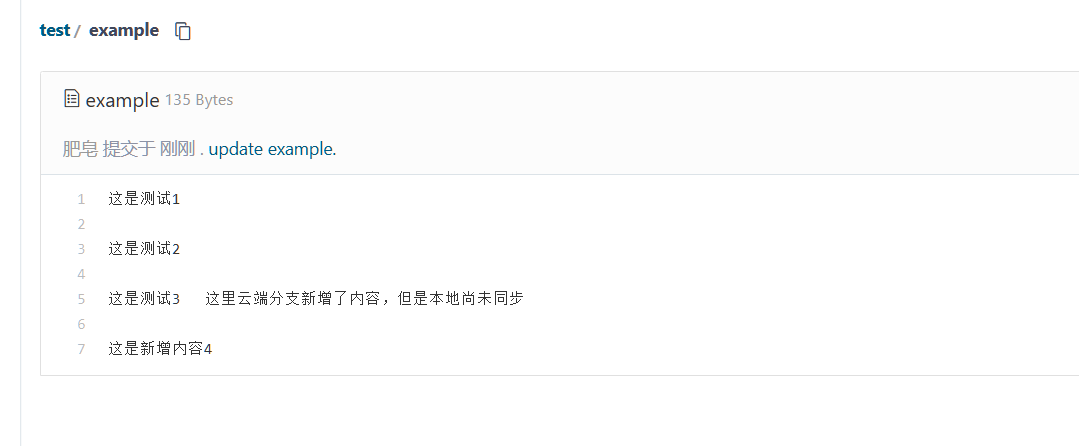 test / example
example 135 Bytes
肥皂 提交于 刚刚 . update example.
1 这是测试1
2
3 这是测试2
4
5 这是测试3 这里云端分支新增了内容，但是本地尚未同步
6
7 这是新增内容4